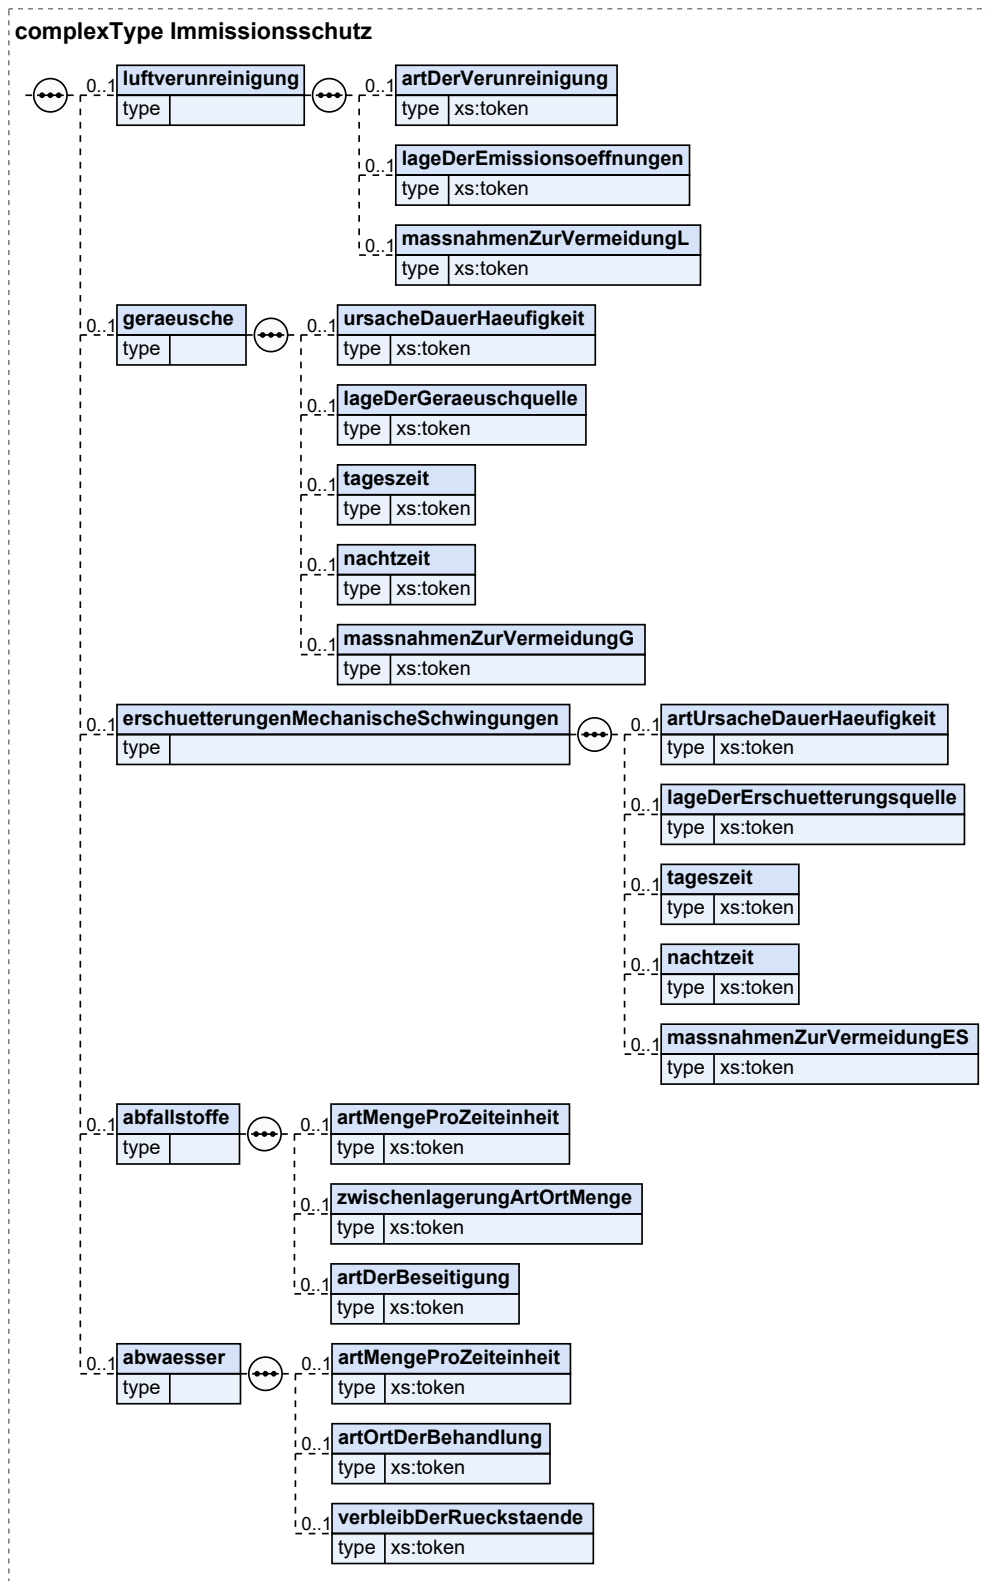 complexType Immissionsschutz
0..1 luftverunreinigung
type
0..1 artDerVerunreinigung
type xs:token
0..1 lageDerEmissionsoeffnungen
type xs:token
0..1 massnahmenZurVermeidungL
type xs:token
0..1 geraeusche
type
0..1 ursacheDauerHaeufigkeit
type xs:token
0..1 lageDerGeraeuschquelle
type xs:token
0..1 tageszeit
type xs:token
0..1 nachtzeit
type xs:token
0..1 massnahmenZurVermeidungG
type xs:token
0..1 erschuetterungenMechanischeSchwingungen
type
0..1 artUrsacheDauerHaeufigkeit
type xs:token
0..1 lageDerErschuetterungsquelle
type xs:token
0..1 tageszeit
type xs:token
0..1 nachtzeit
type xs:token
0..1 massnahmenZurVermeidungES
type xs:token
0..1 abfallstoffe
type
0..1 artMengeProZeiteinheit
type xs:token
0..1 zwischenlagerungArtOrtMenge
type xs:token
0..1 artDerBeseitigung
type xs:token
0..1 abwaesser
type
0..1 artMengeProZeiteinheit
type xs:token
0..1 artOrtDerBehandlung
type xs:token
0..1 verbleibDerRueckstaende
type xs:token